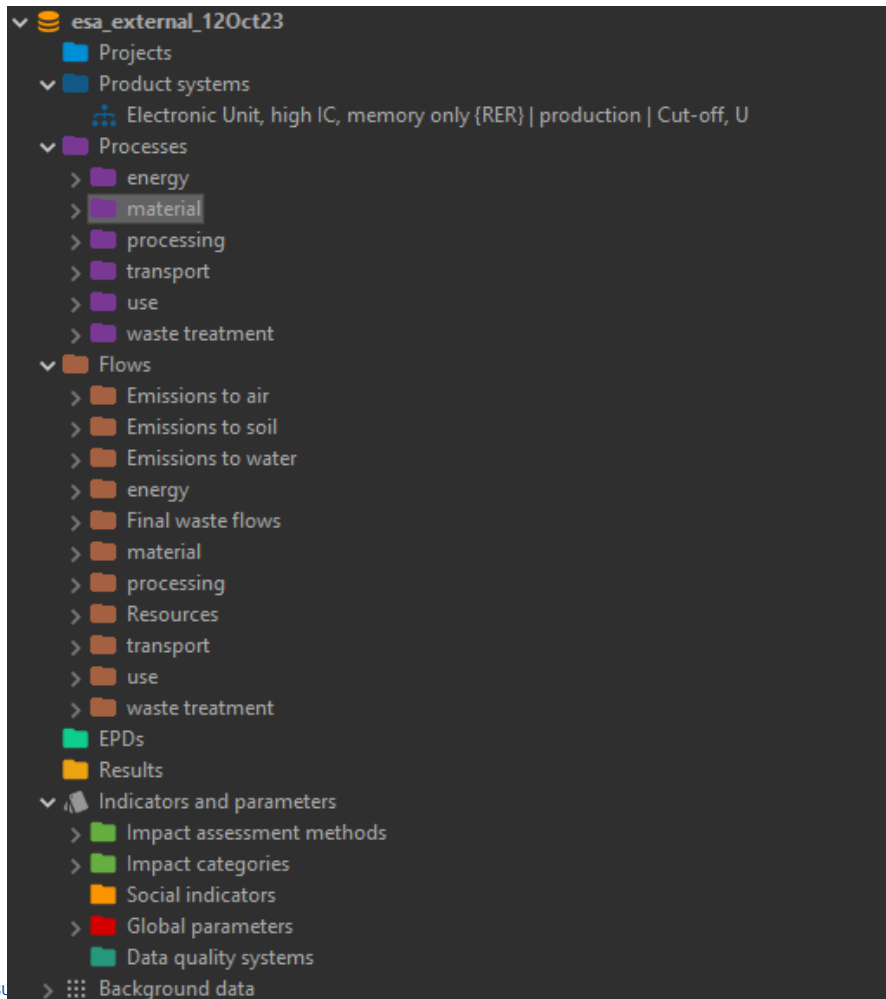 esa_external_12Oct23
Projects
Product systems
Electronic Unit, high IC, memory only {RER} | production | Cut-off, U
Processes
energy
material
processing
transport
use
waste treatment
Flows
Emissions to air
Emissions to soil
Emissions to water
energy
Final waste flows
material
processing
Resources
transport
use
waste treatment
EPDs
Results
Indicators and parameters
Impact assessment methods
Impact categories
Social indicators
Global parameters
Data quality systems
Background data